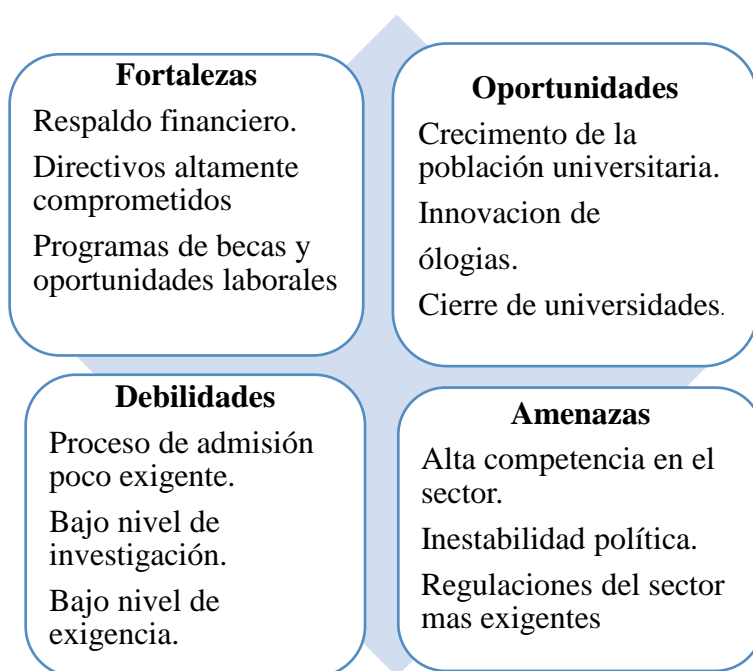 Fortalezas
Respaldo financiero.
Directivos altamente
comprometidos
Programas de becas y
oportunidades laborales
Oportunidades
Crecimento de la
población universitaria.
Innovacion de
ólogias.
Cierre de universidades.
Debilidades
Proceso de admisión
poco exigente.
Bajo nivel de
investigación.
Bajo nivel de
exigencia.
Amenazas
Alta competencia en el
sector.
Inestabilidad política.
Regulaciones del sector
mas exigentes